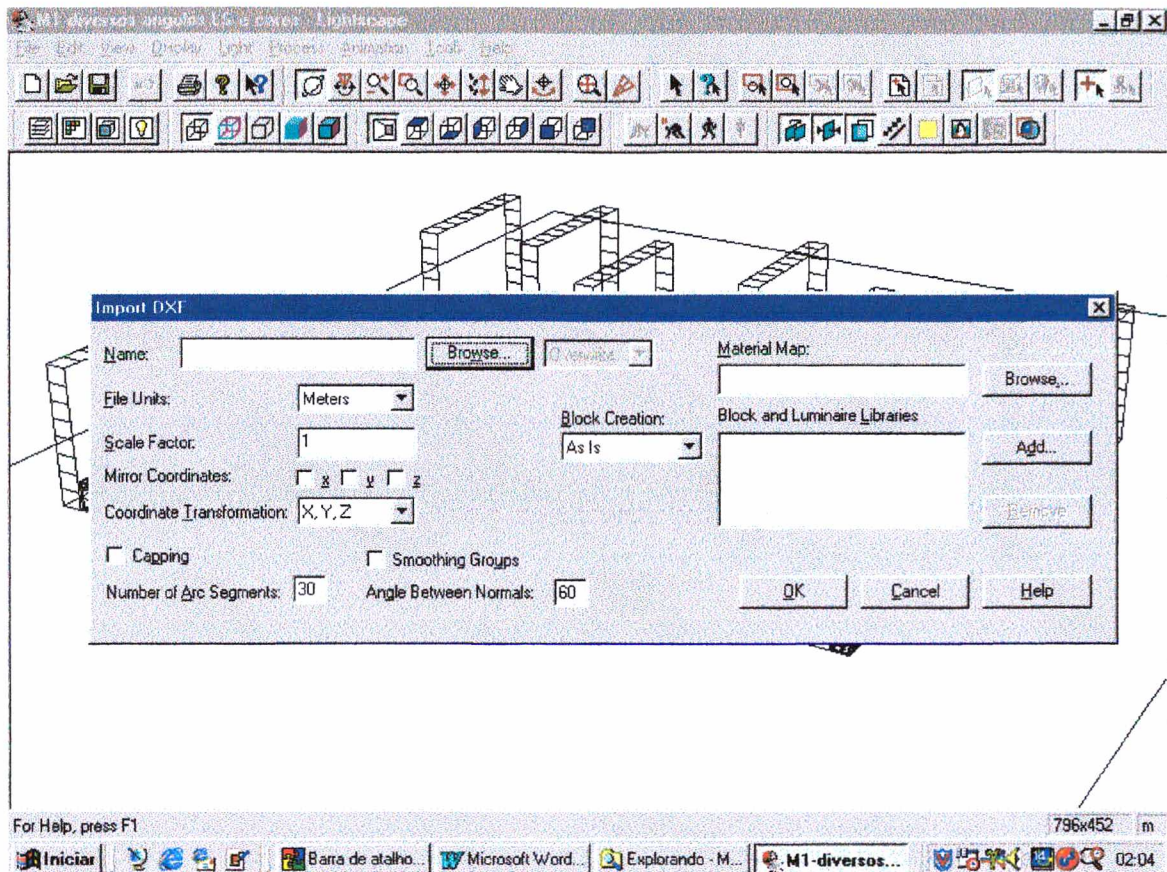 M1-diversos angulos LS e cores - Lightscape
File Edit View Display Light Process Animation Tools Help
Import DXF
Name:
Browse...
Overwrite
Material Map:
Browse...
File Units:
Meters
Block Creation:
Block and Luminaire Libraries
Scale Factor:
1
As Is
Add...
Mirror Coordinates:
x y z
Coordinate Transformation:
X, Y, Z
Remove
Capping
Smoothing Groups
Number of Arc Segments:
30
Angle Between Normals:
60
OK
Cancel
Help
For Help, press F1
796x452 m
Iniciar
Barra de atalho...
Microsoft Word...
Explorando - M...
M1-diversos...
02:04